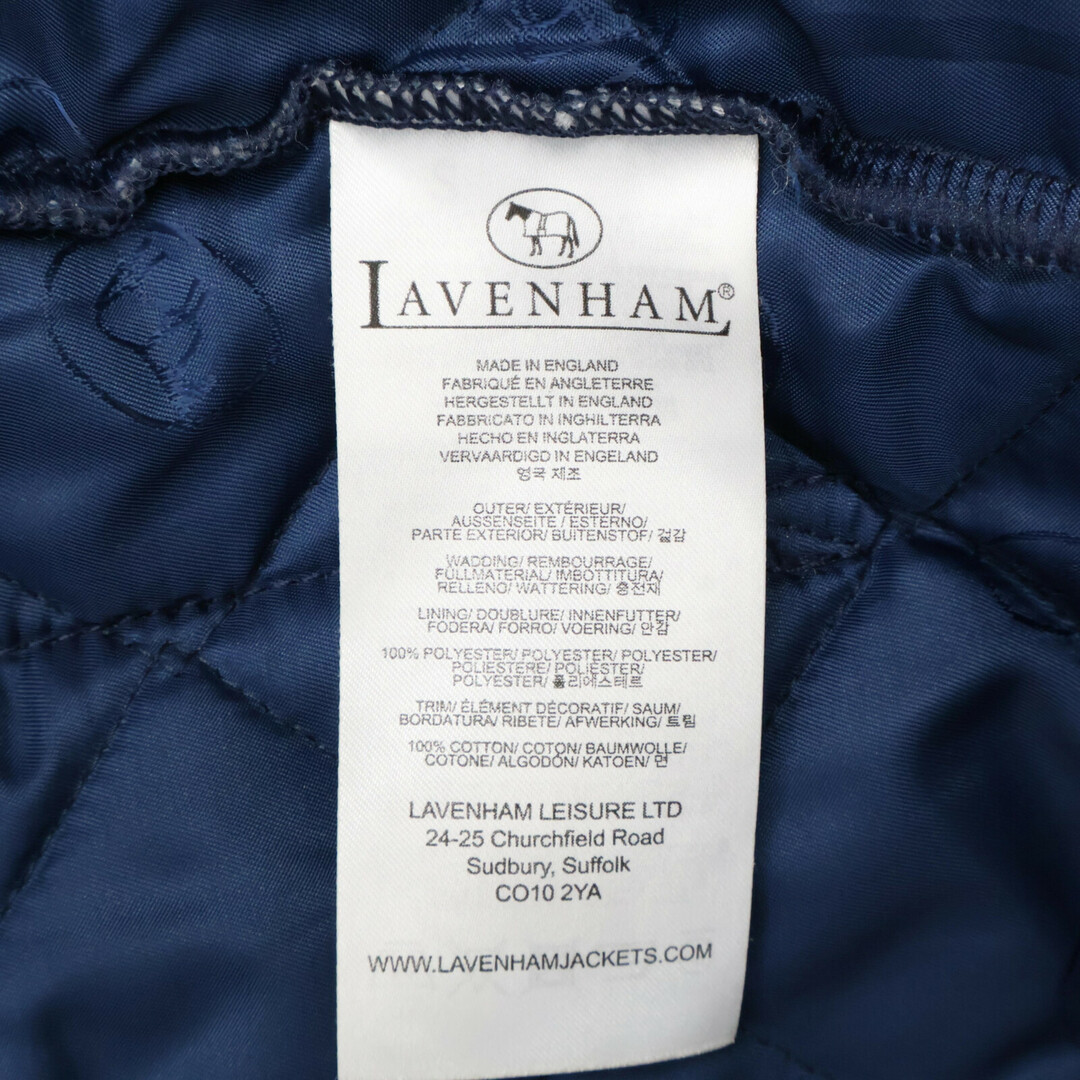 LAVENHAM®
MADE IN ENGLAND
FABRIQUÉ EN ANGLETERRE
HERGESTELLT IN ENGLAND
FABBRICATO IN INGHILTERRA
HECHO EN INGLATERRA
VERVAARDIGD IN ENGELAND
영국 제조
OUTER/ EXTÉRIEUR/
AUSSENSEITE / ESTERNO/
PARTE EXTERIOR/ BUITENSTOF/ 겉감
WADDING/ REMBOURRAGE/
FÜLLMATERIAL/ IMBOTTITURA/
RELLENO/ WATTERING/ 충전재
LINING/ DOUBLURE/ INNENFUTTER/
FODERA/ FORRO/ VOERING/ 안감
100% POLYESTER/ POLYESTER/ POLYESTER/
POLIESTERE/ POLIÉSTER/
POLYESTER/ 폴리에스테르
TRIM/ ÉLÉMENT DÉCORATIF/ SAUM/
BORDATURA/ RIBETE/ AFWERKING/ 트림
100% COTTON/ COTON/ BAUMWOLLE/
COTONE/ ALGODÓN/ KATOEN/ 면
LAVENHAM LEISURE LTD
24-25 Churchfield Road
Sudbury, Suffolk
CO10 2YA
WWW.LAVENHAMJACKETS.COM